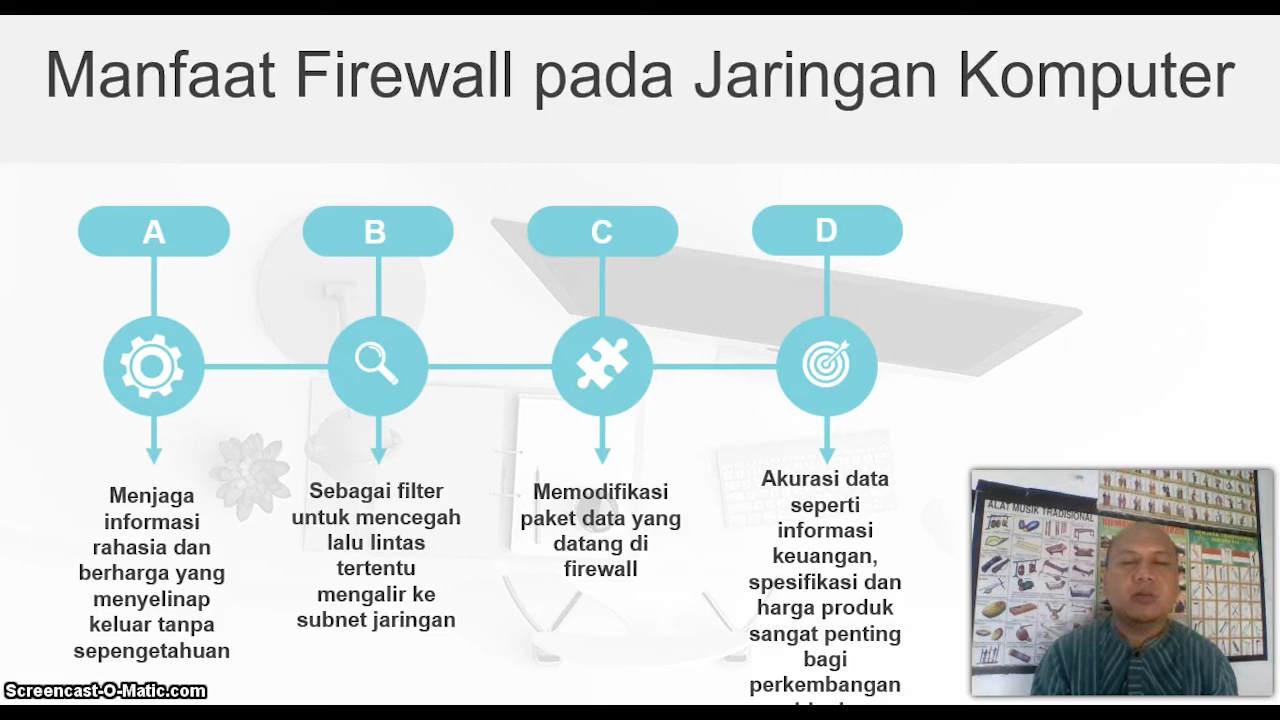 Manfaat Firewall pada Jaringan Komputer
A
B
C
D
Menjaga
informasi
rahasia dan
berharga yang
menyelinap
keluar tanpa
sepengetahuan
Sebagai filter
untuk mencegah
lalu lintas
tertentu
mengalir ke
subnet jaringan
Memodifikasi
paket data yang
datang di
firewall
Akurasi data
seperti
informasi
keuangan,
spesifikasi dan
harga produk
sangat penting
bagi
perkembangan
ALAT MUSIK TRADISIONAL
Screencast-O-Matic.com